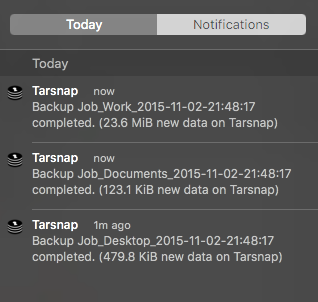 Today Notifications
Today
Tarsnap now
Backup Job_Work_2015-11-02-21:48:17
completed. (23.6 MiB new data on Tarsnap)
Tarsnap now
Backup Job_Documents_2015-11-02-21:48:17
completed. (123.1 KiB new data on Tarsnap)
Tarsnap 1m ago
Backup Job_Desktop_2015-11-02-21:48:17
completed. (479.8 KiB new data on Tarsnap)